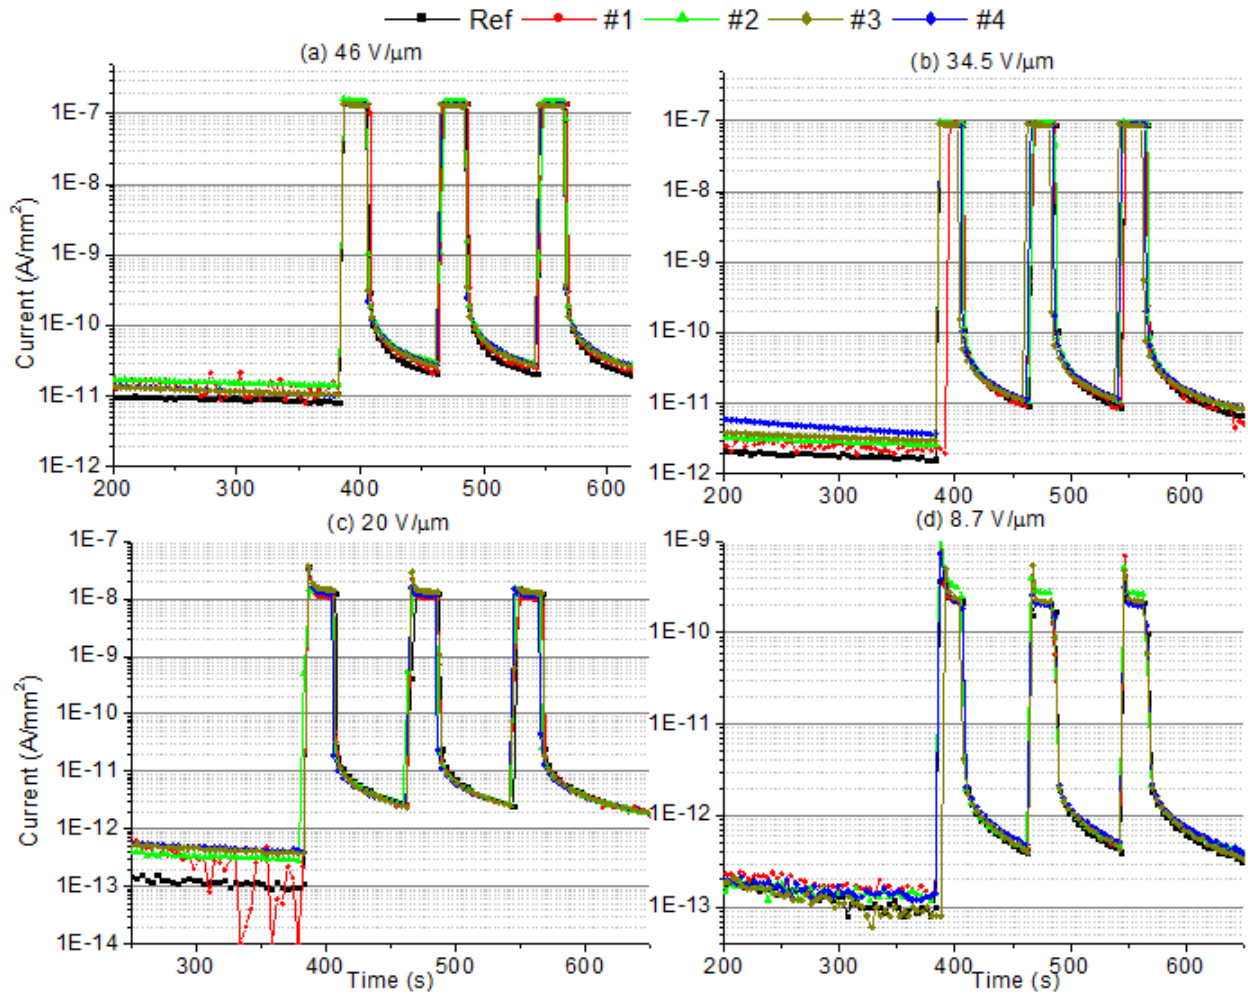 Ref #1 #2 #3 #4
(a) 46 V/μm
(b) 34.5 V/μm
1E-7
1E-8
1E-9
1E-10
1E-11
1E-12
Current (A/mm²)
200 300 400 500 600
1E-7
1E-8
1E-9
1E-10
1E-11
1E-12
200 300 400 500 600
(c) 20 V/μm
(d) 8.7 V/μm
1E-7
1E-8
1E-9
1E-10
1E-11
1E-12
1E-13
1E-14
Current (A/mm²)
300 400 500 600
Time (s)
1E-9
1E-10
1E-11
1E-12
1E-13
200 300 400 500 600
Time (s)